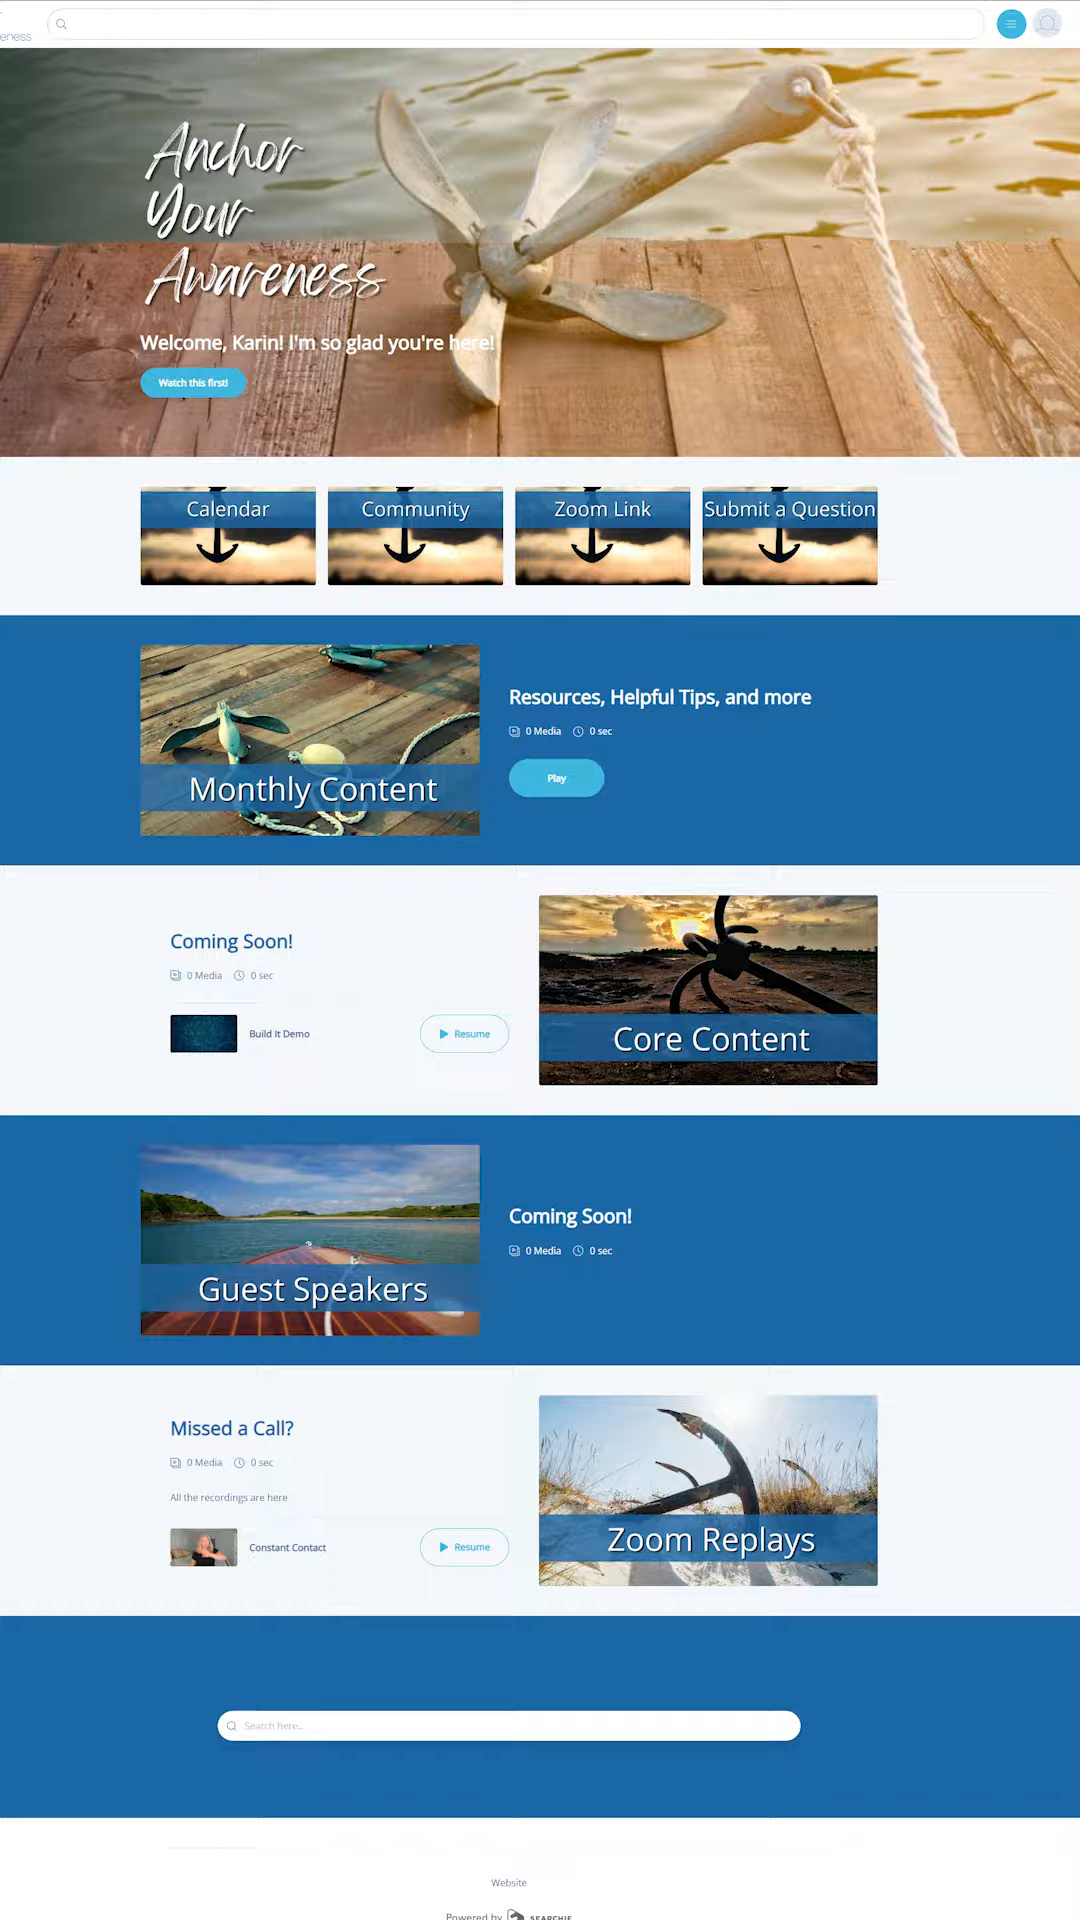 eness
Anchor
Your
Awareness
Welcome, Karin! I'm so glad you're here!
Watch this first!
Calendar
Community
Zoom Link
Submit a Question
Monthly Content
Resources, Helpful Tips, and more
0 Media 0 sec
Play
Coming Soon!
0 Media 0 sec
Build It Demo
Resume
Core Content
Guest Speakers
Coming Soon!
0 Media 0 sec
Missed a Call?
0 Media 0 sec
All the recordings are here
Constant Contact
Resume
Zoom Replays
Search here...
Website
Powered by SEARCHIE